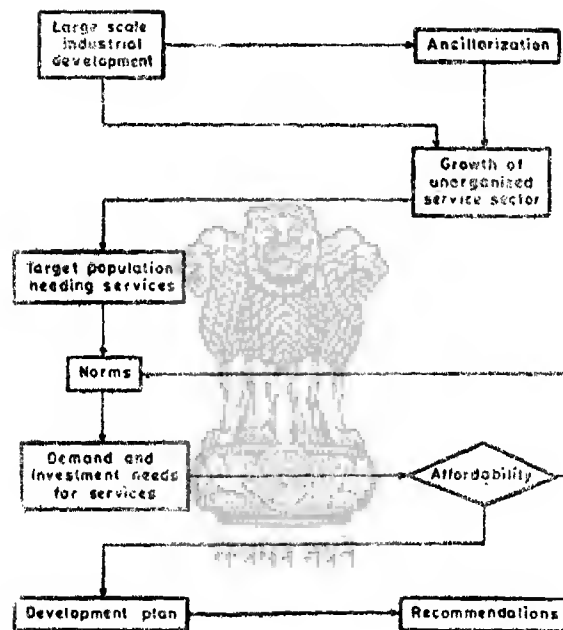 Large scale
industrial
development
Ancillarization
Growth of
unorganized
service sector
Target population
needing services
Norms
Demand and
investment needs
for services
Affordability
Development plan
Recommendations